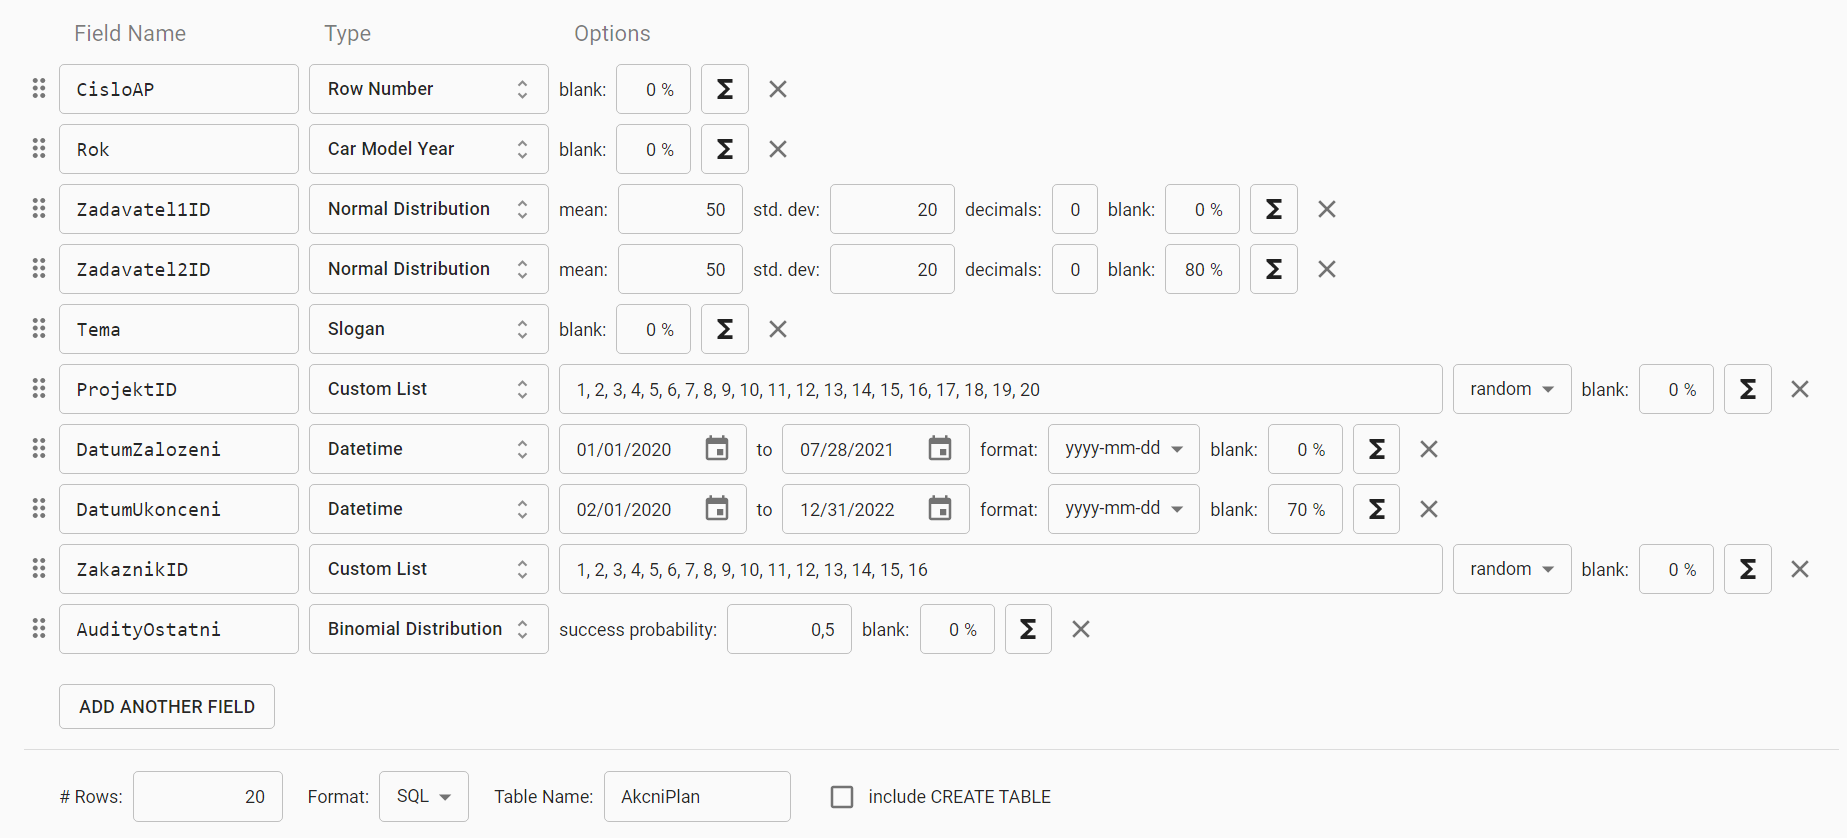 Field Name Type Options
CisloAP Row Number blank: 0 % Σ
Rok Car Model Year blank: 0 % Σ
Zadavatel1ID Normal Distribution mean: 50 std. dev: 20 decimals: 0 blank: 0 % Σ
Zadavatel2ID Normal Distribution mean: 50 std. dev: 20 decimals: 0 blank: 80 % Σ
Tema Slogan blank: 0 % Σ
ProjektID Custom List 1, 2, 3, 4, 5, 6, 7, 8, 9, 10, 11, 12, 13, 14, 15, 16, 17, 18, 19, 20 random blank: 0 % Σ
DatumZalozeni Datetime 01/01/2020 to 07/28/2021 format: yyyy-mm-dd blank: 0 % Σ
DatumUkonceni Datetime 02/01/2020 to 12/31/2022 format: yyyy-mm-dd blank: 70 % Σ
ZakaznikID Custom List 1, 2, 3, 4, 5, 6, 7, 8, 9, 10, 11, 12, 13, 14, 15, 16 random blank: 0 % Σ
AudityOstatni Binomial Distribution success probability: 0,5 blank: 0 % Σ
ADD ANOTHER FIELD
# Rows: 20 Format: SQL Table Name: AkcniPlan include CREATE TABLE